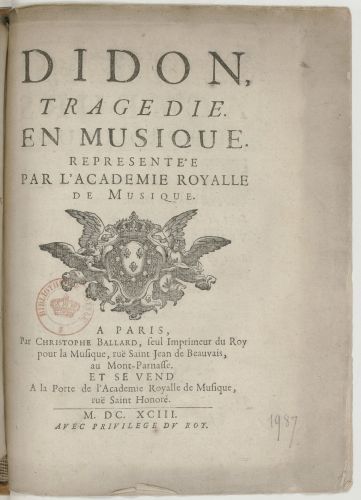 DIDON,
TRAGEDIE.
EN MUSIQUE.
REPRESENTE'E
PAR L'ACADEMIE ROYALLE
DE MUSIQUE.
A PARIS,
Par CHRISTOPHE BALLARD, seul Imprimeur du Roy
pour la Musique, ruë Saint Jean de Beauvais,
au Mont-Parnasse.
ET SE VEND
A la Porte de l'Academie Royalle de Musique,
ruë Saint Honoré.
M. DC. XCIII.
AVEC PRIVILEGE DV ROY.
1987